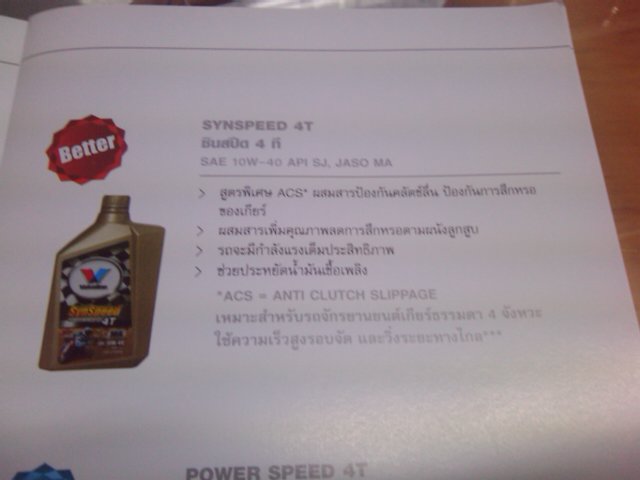 Better
SYNSPEED 4T
ซินสปีด 4 ที
SAE 10W-40 API SJ, JASO MA
> สูตรพิเศษ ACS* ผสมสารป้องกันคลัตช์ลื่น ป้องกันการสึกหรอ
ของเกียร์
> ผสมสารเพิ่มคุณภาพลดการสึกหรอตามผนังลูกสูบ
> รถจะมีกำลังแรงเต็มประสิทธิภาพ
> ช่วยประหยัดน้ำมันเชื้อเพลิง
*ACS = ANTI CLUTCH SLIPPAGE
เหมาะสำหรับรถจักรยานยนต์เกียร์ธรรมดา 4 จังหวะ
ใช้ความเร็วสูงรอบจัด และวิ่งระยะทางไกล***
Valvoline
SynSpeed
4T
POWER SPEED 4T